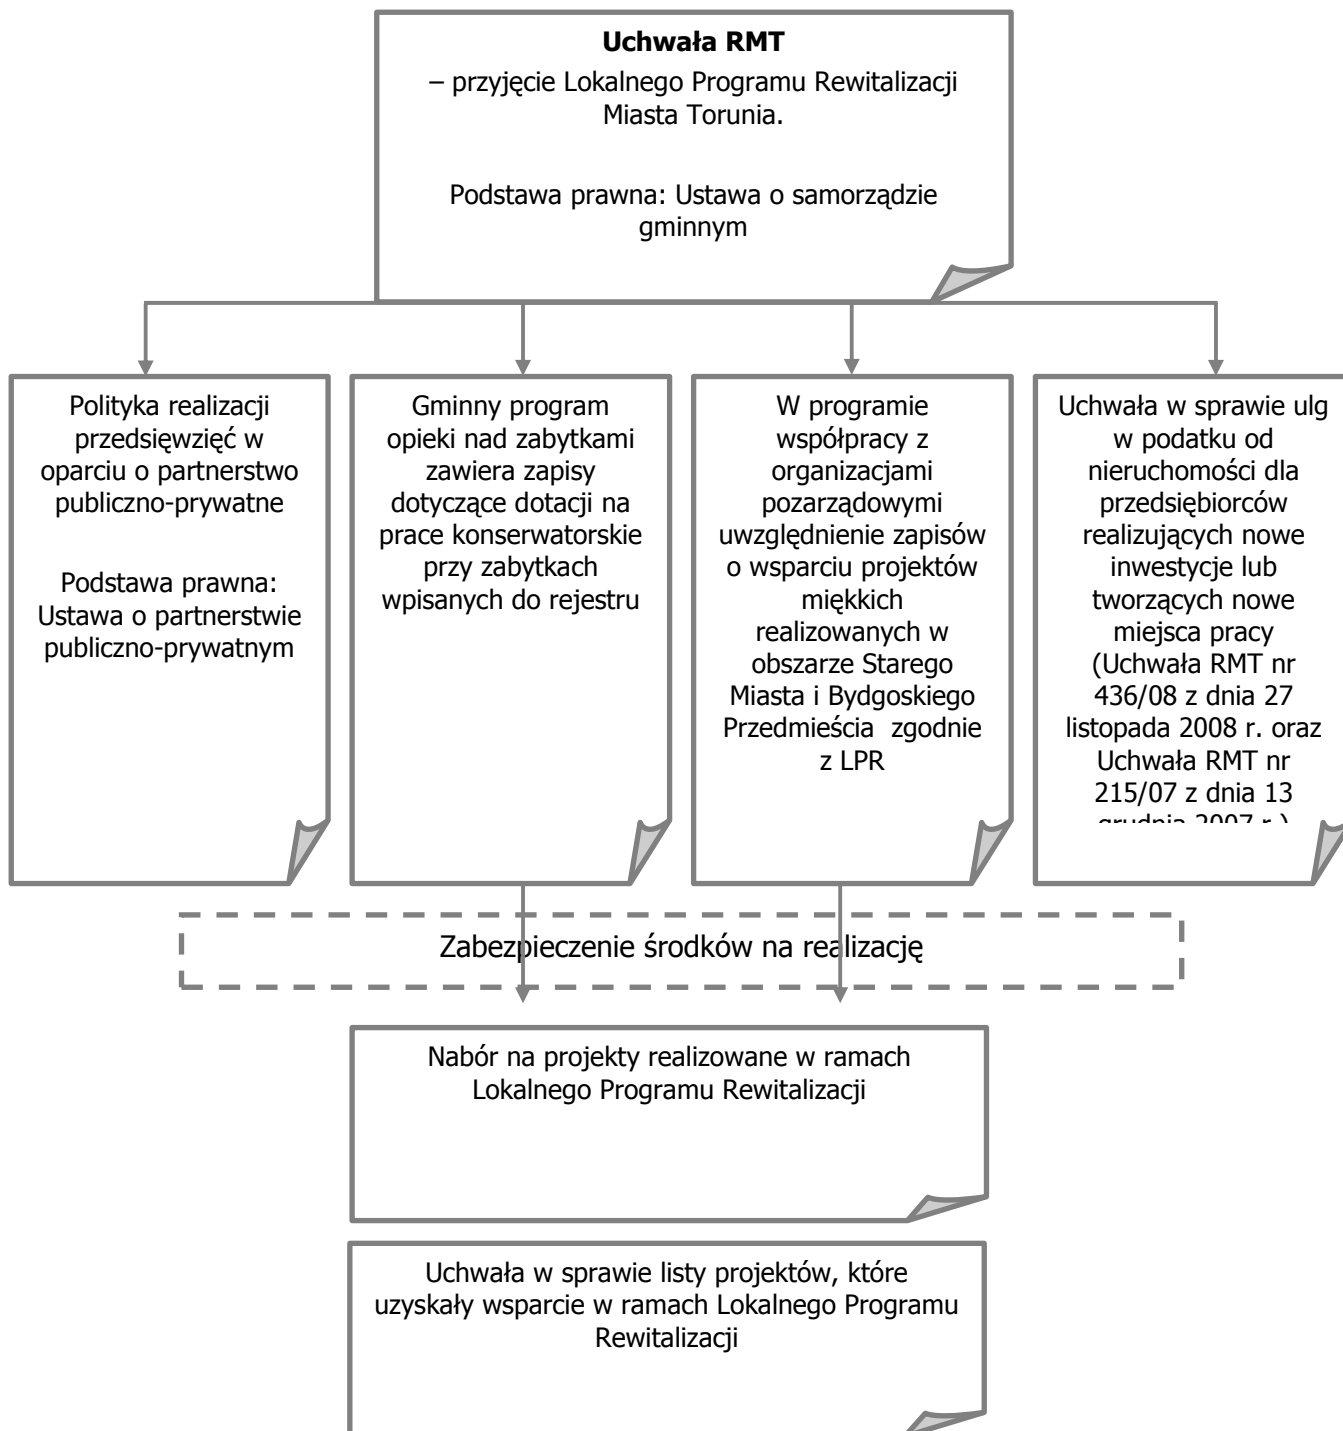 Uchwała RMT
– przyjęcie Lokalnego Programu Rewitalizacji
Miasta Torunia.
Podstawa prawna: Ustawa o samorządzie
gminnym
Polityka realizacji
przedsięwzięć w
oparciu o partnerstwo
publiczno-prywatne
Podstawa prawna:
Ustawa o partnerstwie
publiczno-prywatnym
Gminny program
opieki nad zabytkami
zawiera zapisy
dotyczące dotacji na
prace konserwatorskie
przy zabytkach
wpisanych do rejestru
W programie
współpracy z
organizacjami
pozarządowymi
uwzględnienie zapisów
o wsparciu projektów
miękkich
realizowanych w
obszarze Starego
Miasta i Bydgoskiego
Przedmieścia  zgodnie
z LPR
Uchwała w sprawie ulg
w podatku od
nieruchomości dla
przedsiębiorców
realizujących nowe
inwestycje lub
tworzących nowe
miejsca pracy
(Uchwała RMT nr
436/08 z dnia 27
listopada 2008 r. oraz
Uchwała RMT nr
215/07 z dnia 13
grudnia 2007 r.)
Zabezpieczenie środków na realizację
Nabór na projekty realizowane w ramach
Lokalnego Programu Rewitalizacji
Uchwała w sprawie listy projektów, które
uzyskały wsparcie w ramach Lokalnego Programu
Rewitalizacji